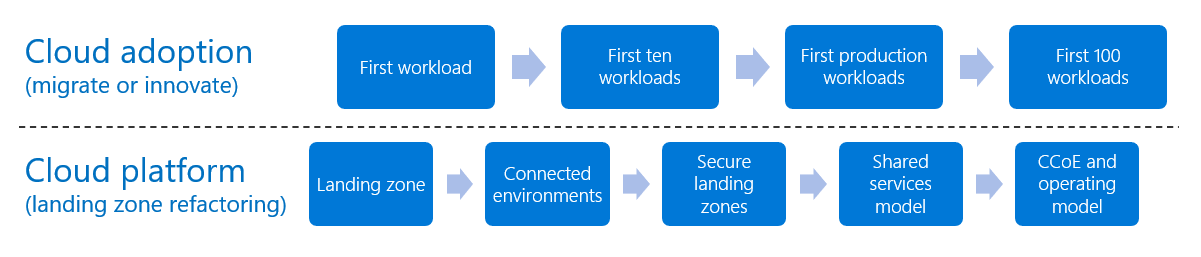 Cloud adoption
(migrate or innovate)
First workload
First ten
workloads
First production
workloads
First 100
workloads
Cloud platform
(landing zone refactoring)
Landing zone
Connected
environments
Secure
landing
zones
Shared
services
model
CCoE and
operating
model